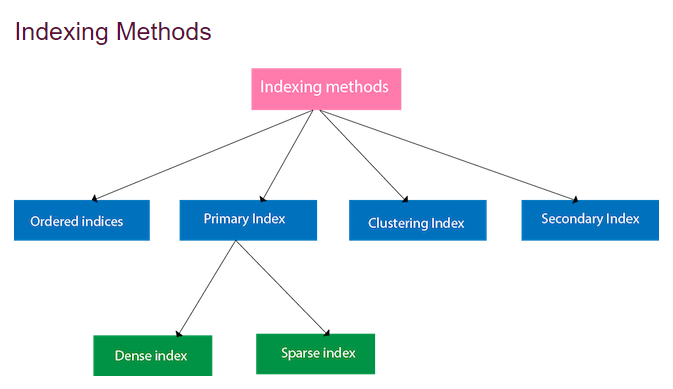 Indexing Methods
Indexing methods
Ordered indices
Primary Index
Clustering Index
Secondary Index
Dense index
Sparse index